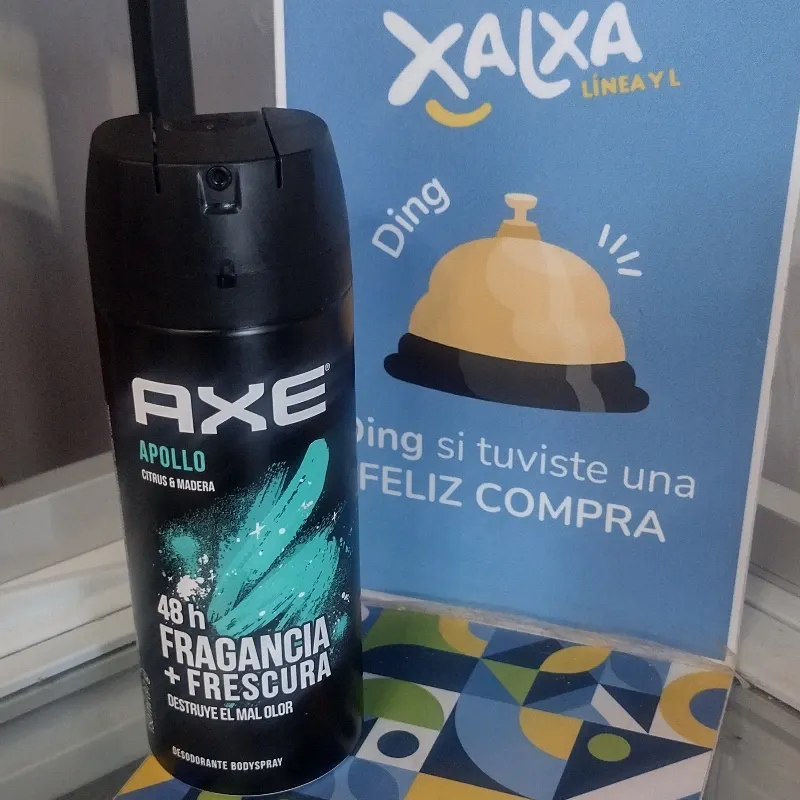 XALXA
LÍNEA Y L
Ding
Ding si tuviste una
FELIZ COMPRA
AXE®
APOLLO
CITRUS & MADERA
48 h
FRAGANCIA
+ FRESCURA
DESTRUYE EL MAL OLOR
DESODORANTE BODYSPRAY